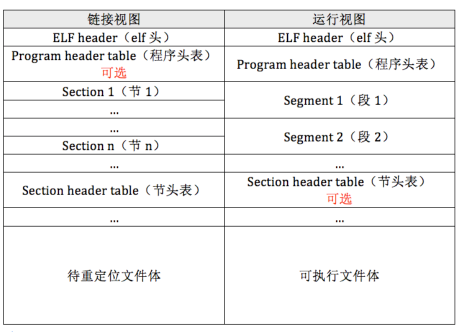 链接视图
运行视图
ELF header（elf 头）
ELF header（elf 头）
Program header table（程序头表）
可选
Program header table（程序头表）
Section 1（节 1）
...
Segment 1（段 1）
...
Section n（节 n）
Segment 2（段 2）
...
...
Section header table（节头表）
Section header table（节头表）
可选
...
...
待重定位文件体
可执行文件体